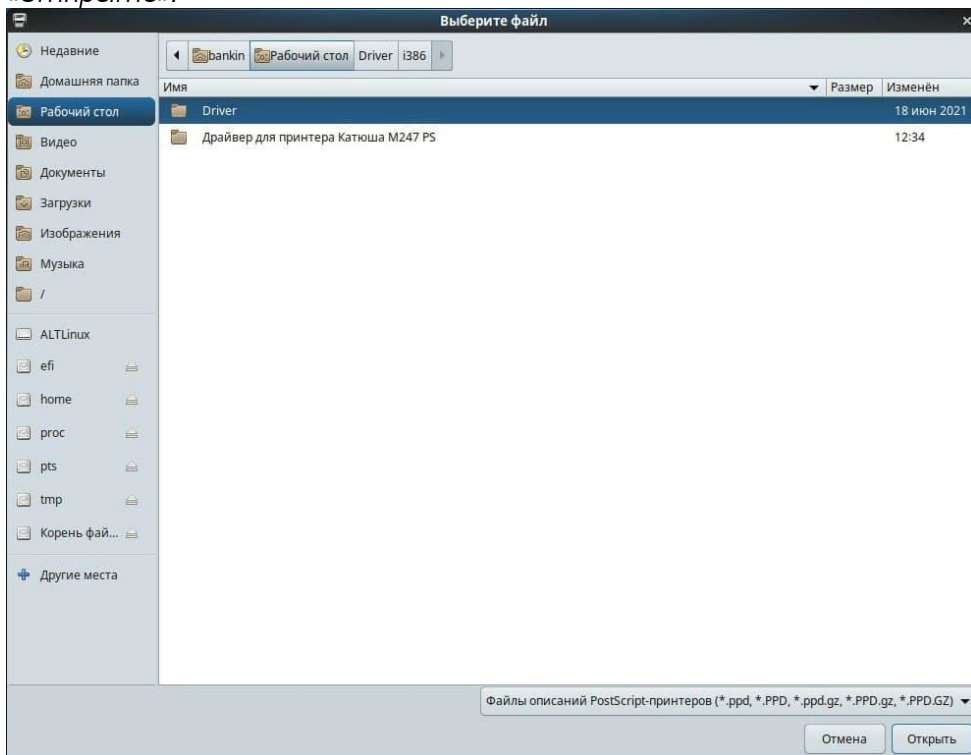 «открыть».
Выберите файл
Недавние
Домашняя папка
Рабочий стол
Видео
Документы
Загрузки
Изображения
Музыка
/
ALTLinux
efi
home
proc
pts
tmp
Корень фай...
Другие места
bankin Рабочий стол Driver i386
Имя Размер Изменён
Driver 18 июн 2021
Драйвер для принтера Катюша M247 PS 12:34
Файлы описаний PostScript-принтеров (*.ppd, *.PPD, *.ppd.gz, *.PPD.gz, *.PPD.GZ)
Отмена Открыть